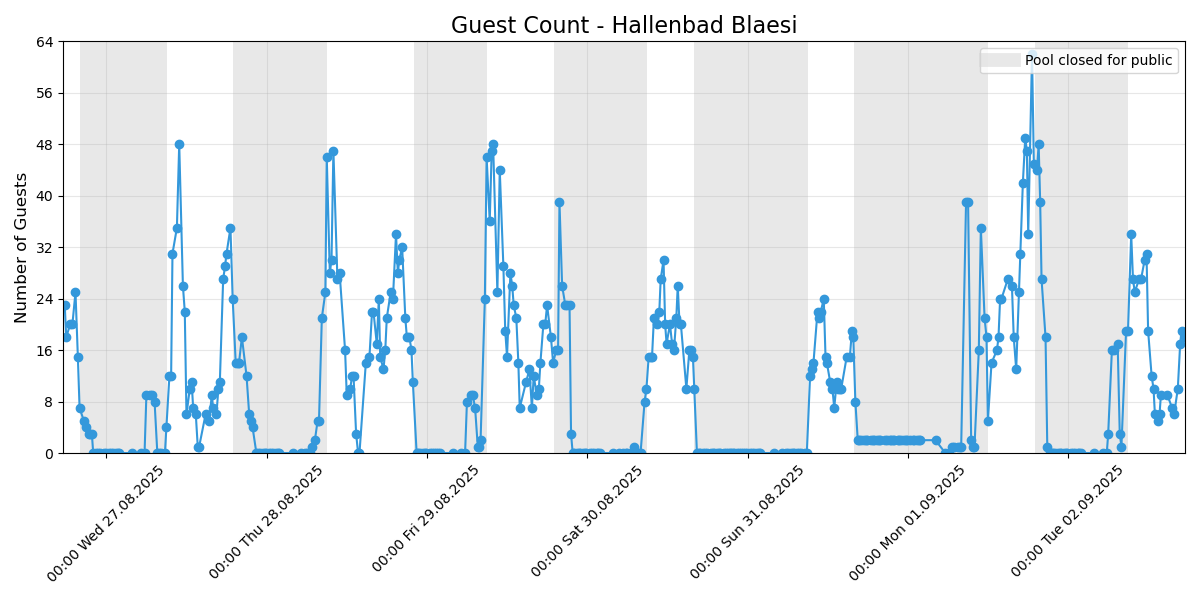 Guest Count - Hallenbad Blaesi
Pool closed for public
Number of Guests
64
56
48
40
32
24
16
8
0
00:00 Wed 27.08.2025
00:00 Thu 28.08.2025
00:00 Fri 29.08.2025
00:00 Sat 30.08.2025
00:00 Sun 31.08.2025
00:00 Mon 01.09.2025
00:00 Tue 02.09.2025